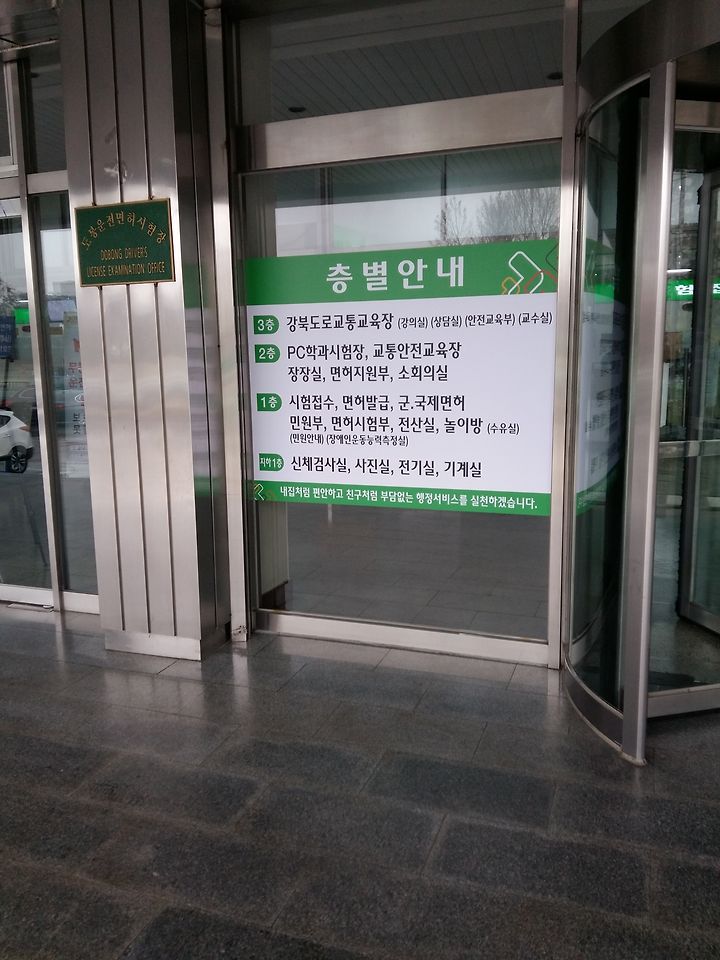 도봉운전면허시험장
DOBONG DRIVER'S
LICENSE EXAMINATION OFFICE
층별안내
3층 강북도로교통교육장 (강의실) (상담실) (안전교육부) (교수실)
2층 PC학과시험장, 교통안전교육장
장장실, 면허지원부, 소회의실
1층 시험접수, 면허발급, 군.국제면허
민원부, 면허시험부, 전산실, 놀이방 (수유실)
(민원안내) (장애인운동능력측정실)
지하1층 신체검사실, 사진실, 전기실, 기계실
내집처럼 편안하고 친구처럼 부담없는 행정서비스를 실천하겠습니다.